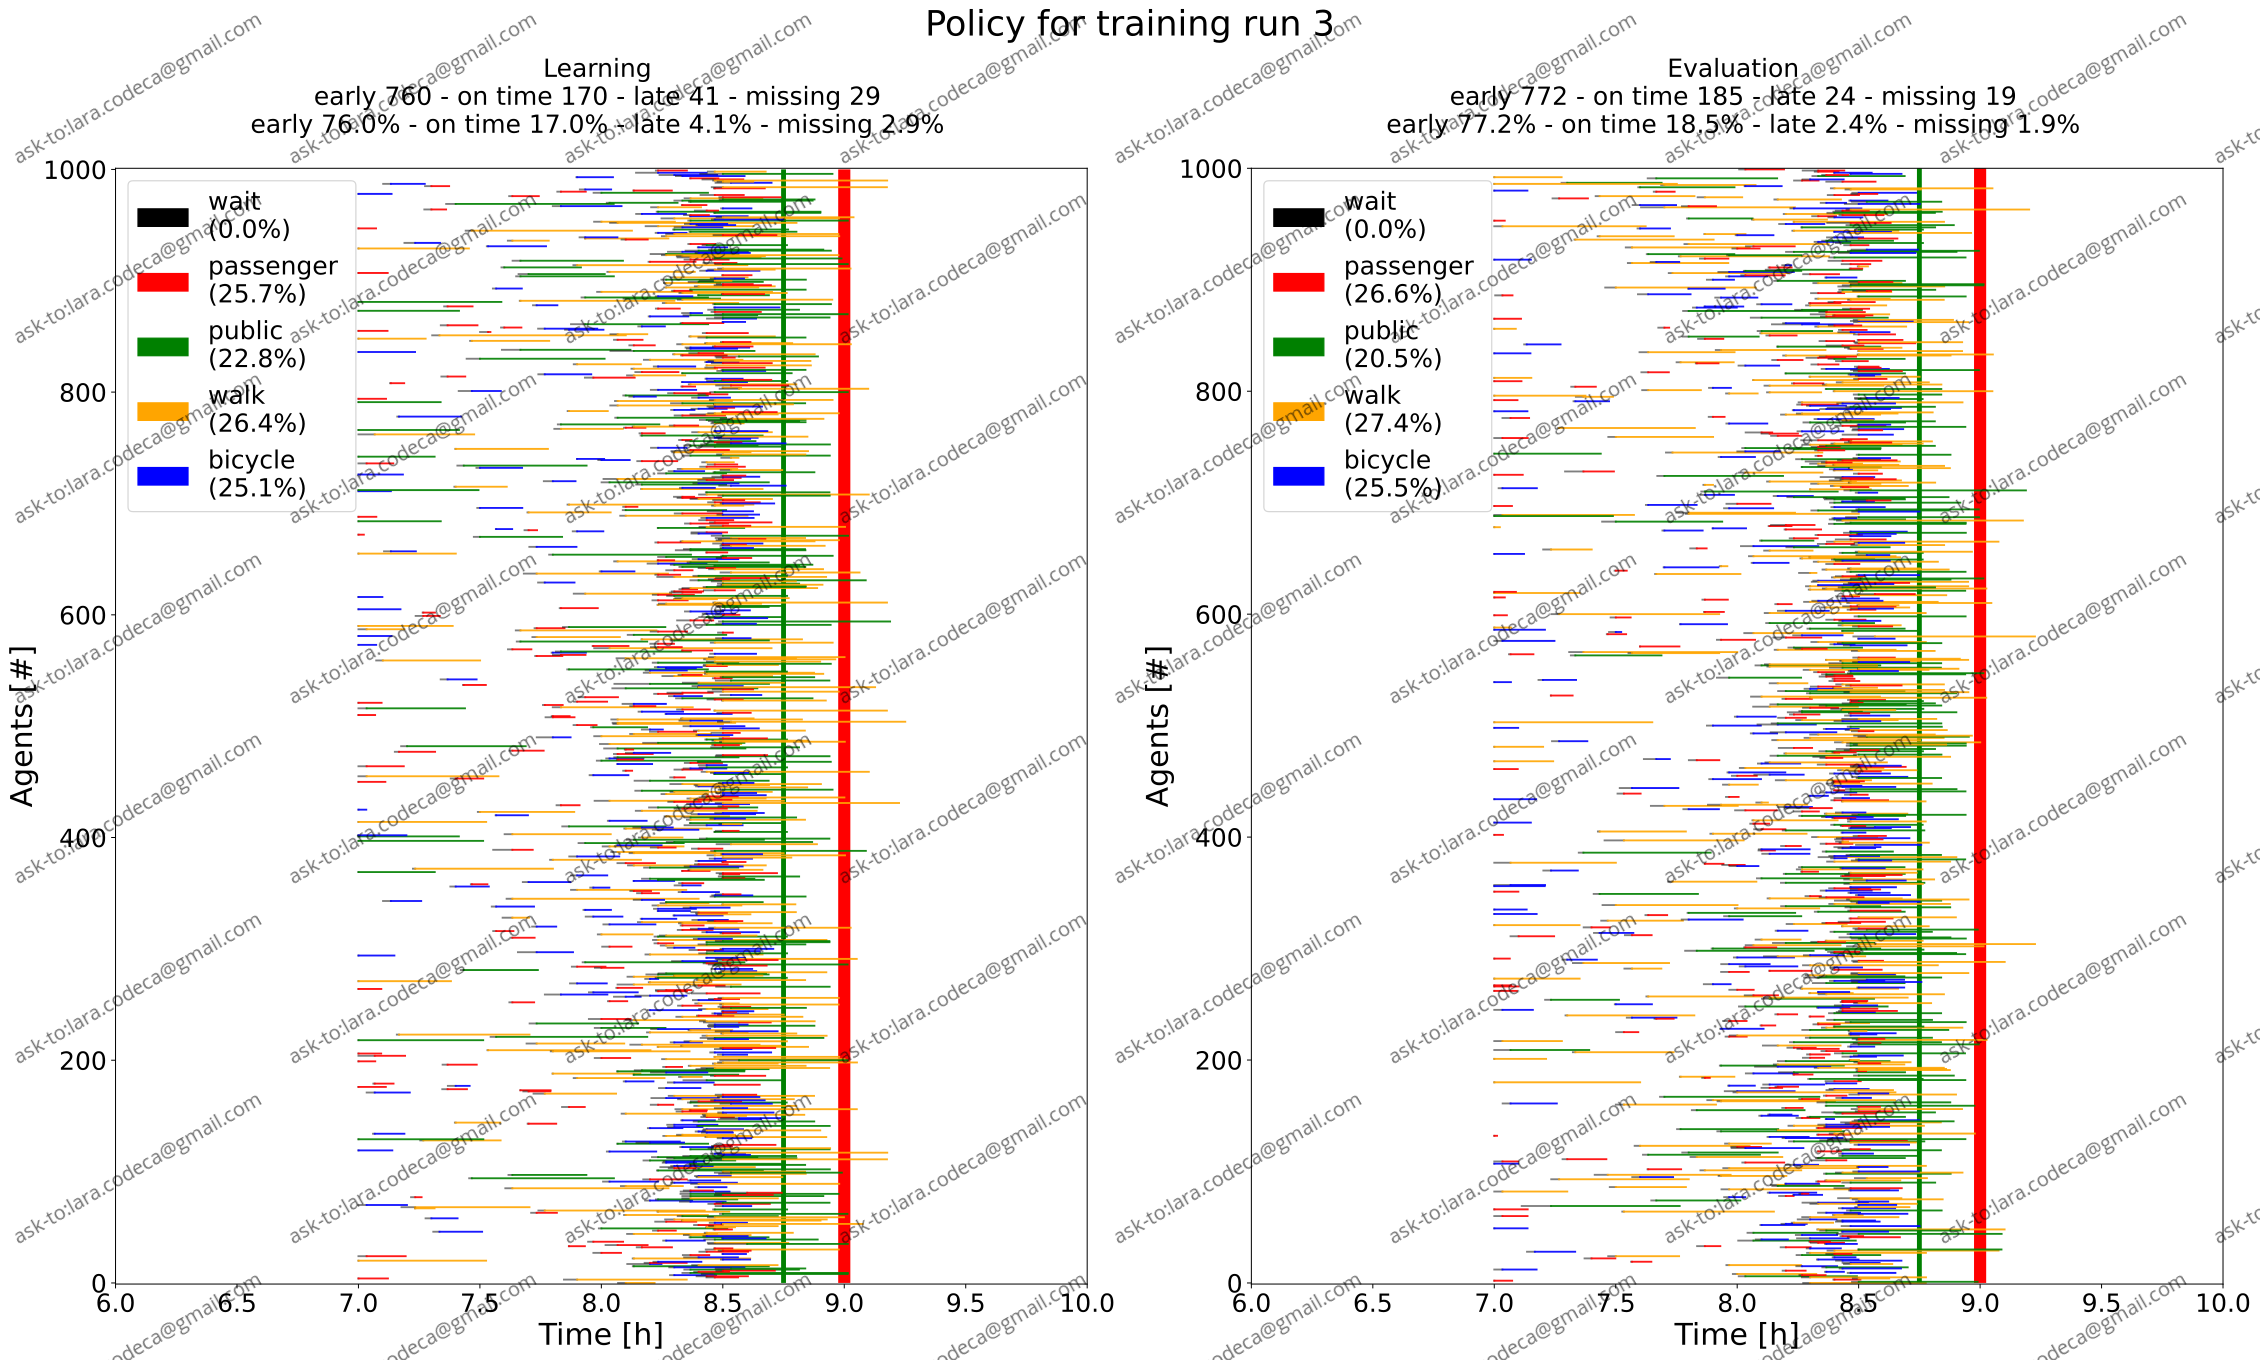 Policy for training run 3
Learning
early 760 - on time 170 - late 41 - missing 29
early 76.0% - on time 17.0% - late 4.1% - missing 2.9%
1000
800
600
400
200
0
Agents [#]
wait
(0.0%)
passenger
(25.7%)
public
(22.8%)
walk
(26.4%)
bicycle
(25.1%)
6.0 6.5 7.0 7.5 8.0 8.5 9.0 9.5 10.0
Time [h]
Evaluation
early 772 - on time 185 - late 24 - missing 19
early 77.2% - on time 18.5% - late 2.4% - missing 1.9%
1000
800
600
400
200
0
Agents [#]
wait
(0.0%)
passenger
(26.6%)
public
(20.5%)
walk
(27.4%)
bicycle
(25.5%)
6.0 6.5 7.0 7.5 8.0 8.5 9.0 9.5 10.0
Time [h]
ask-to:lara.codeca@gmail.com